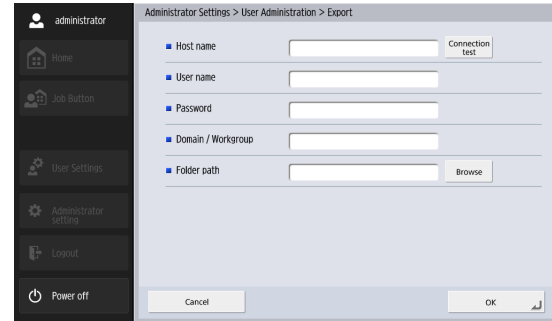 administrator
Home
Job Button
User Settings
Administrator
setting
Logout
Power off
Administrator Settings > User Administration > Export
Host name
Connection
test
User name
Password
Domain / Workgroup
Folder path
Browse
Cancel
OK